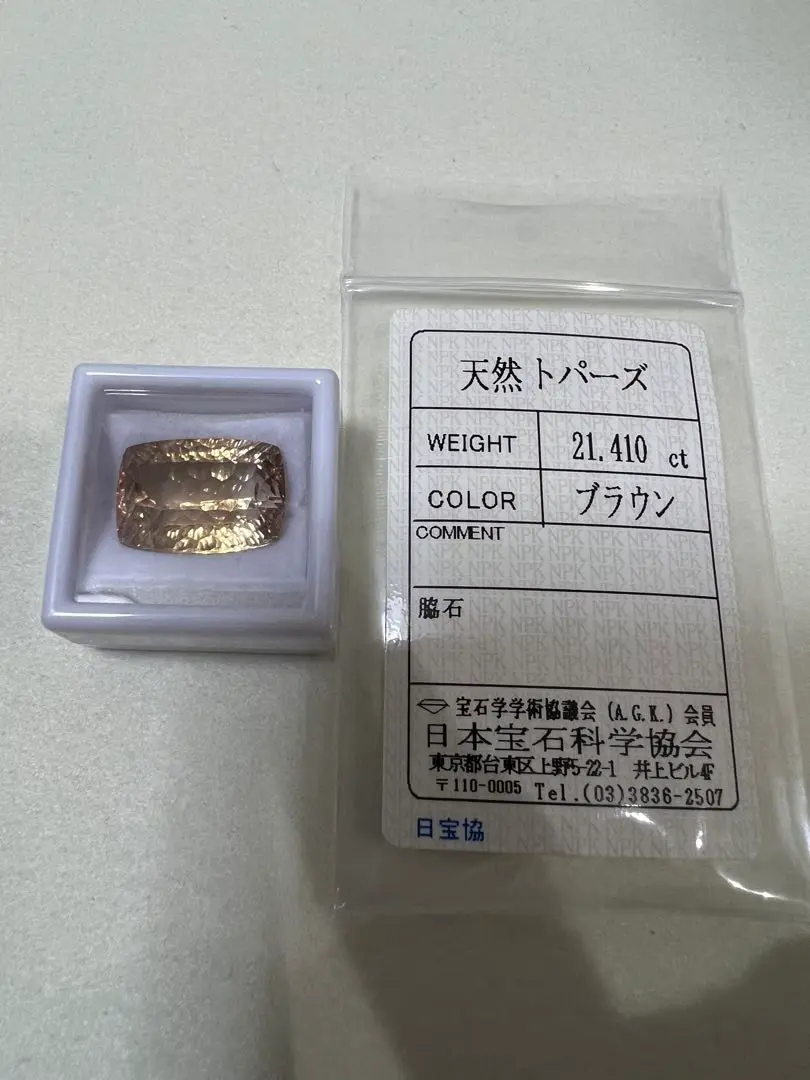 天然トパーズ
WEIGHT 21.410 ct
COLOR ブラウン
COMMENT
脇石
宝石学学術協議会 (A.G.K.) 会員
日本宝石科学協会
東京都台東区上野5-22-1 井上ビル4F
〒110-0005 Tel.(03)3836-2507
日宝協